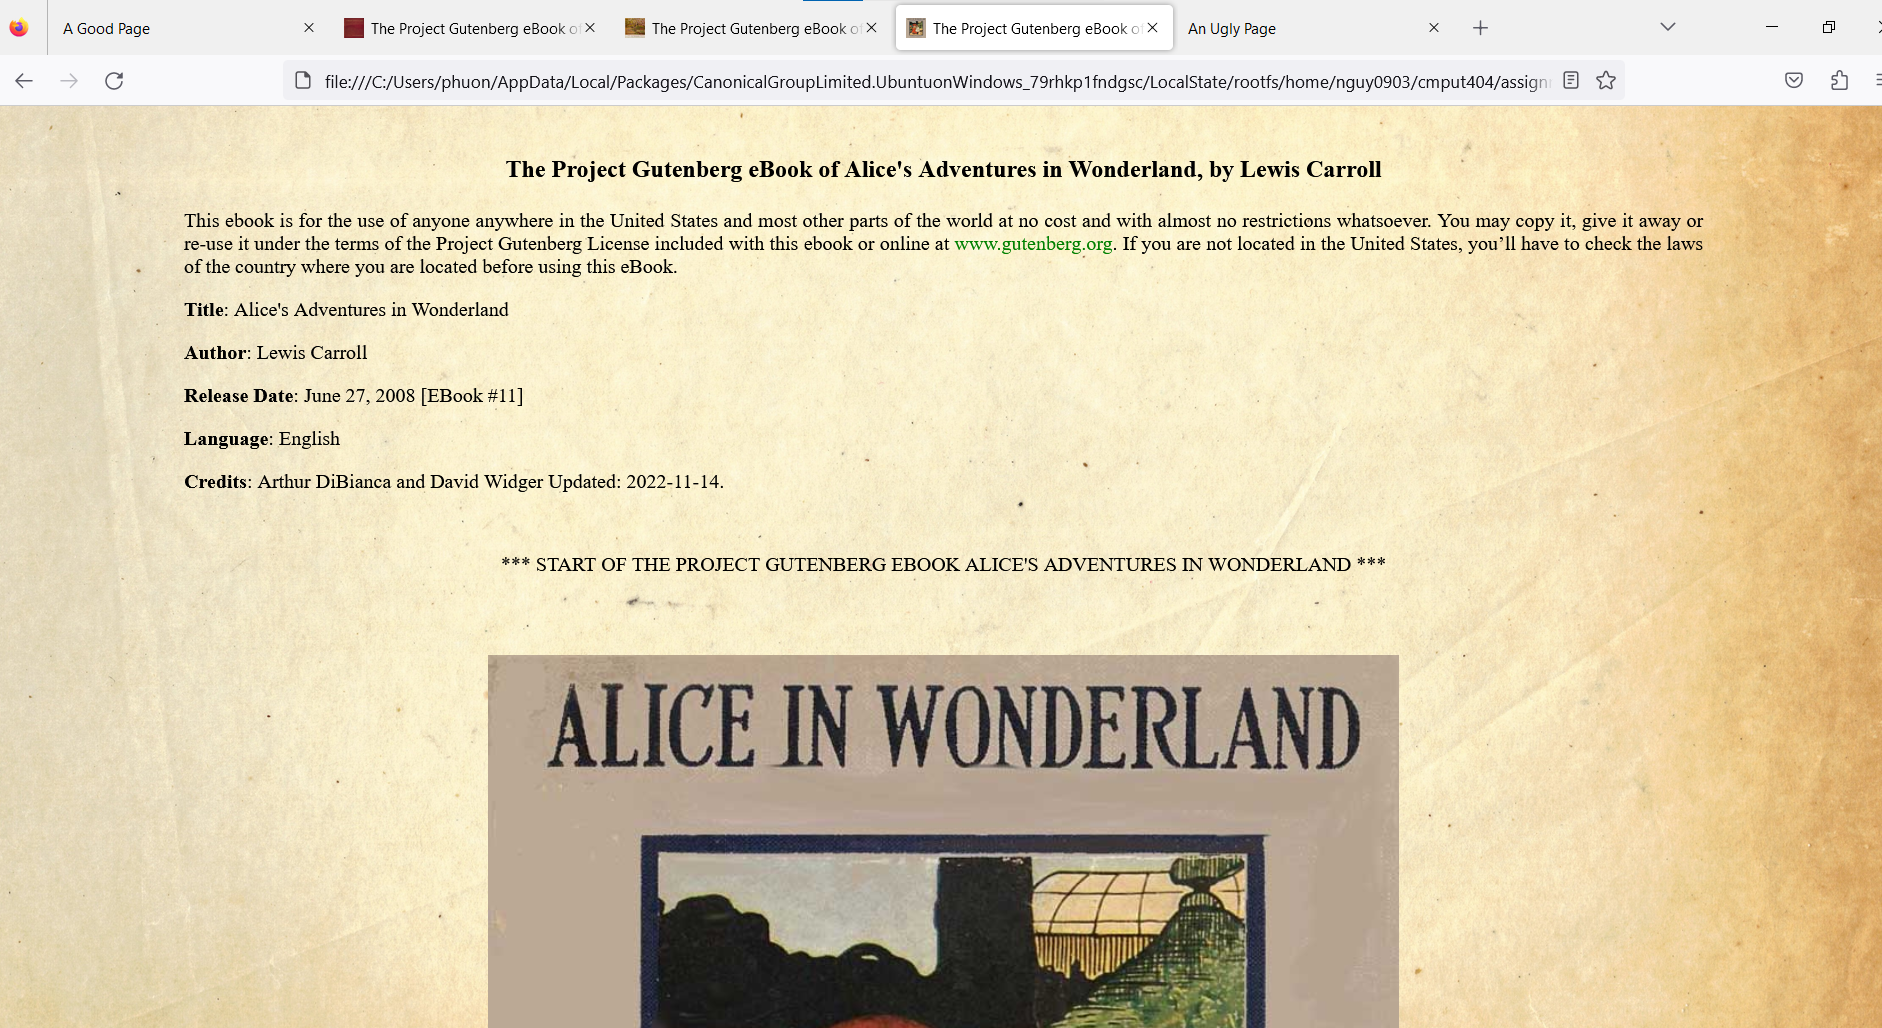 A Good Page
The Project Gutenberg eBook of
The Project Gutenberg eBook of
The Project Gutenberg eBook of
An Ugly Page
file:///C:/Users/phuon/AppData/Local/Packages/CanonicalGroupLimited.UbuntuonWindows_79rhkp1fndgsc/LocalState/rootfs/home/nguy0903/cmput404/assign
The Project Gutenberg eBook of Alice's Adventures in Wonderland, by Lewis Carroll
This ebook is for the use of anyone anywhere in the United States and most other parts of the world at no cost and with almost no restrictions whatsoever. You may copy it, give it away or
re-use it under the terms of the Project Gutenberg License included with this ebook or online at www.gutenberg.org. If you are not located in the United States, you’ll have to check the laws
of the country where you are located before using this eBook.
Title: Alice's Adventures in Wonderland
Author: Lewis Carroll
Release Date: June 27, 2008 [EBook #11]
Language: English
Credits: Arthur DiBianca and David Widger Updated: 2022-11-14.
*** START OF THE PROJECT GUTENBERG EBOOK ALICE'S ADVENTURES IN WONDERLAND ***
ALICE IN WONDERLAND